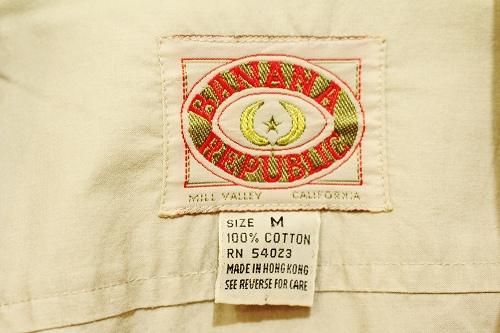 BANANA
REPUBLIC
MILL VALLEY CALIFORNIA
SIZE M
100% COTTON
RN 54023
MADE IN HONG KONG
SEE REVERSE FOR CARE